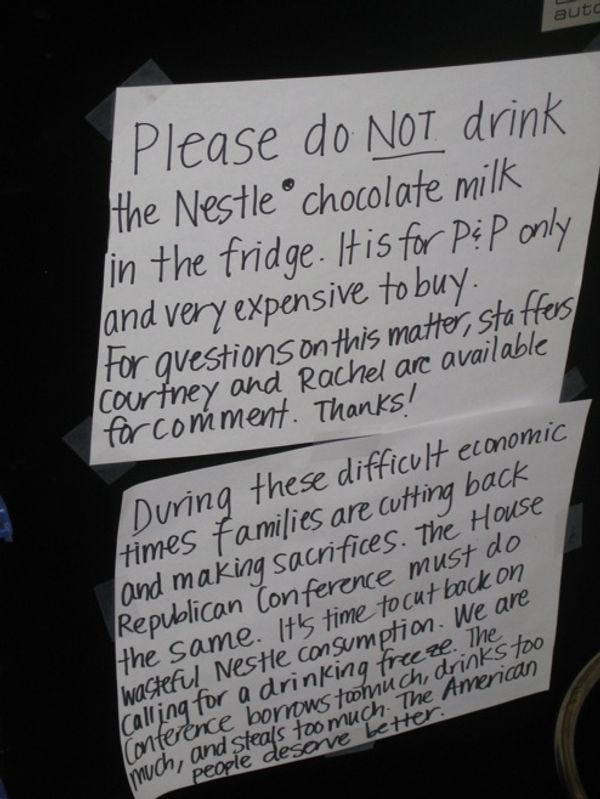 auto
Please do NOT drink
the Nestle chocolate milk
in the fridge. It is for P&P only
and very expensive to buy.
For questions on this matter, staffers
Courtney and Rachel are available
for comment. Thanks!
During these difficult economic
times families are cutting back
and making sacrifices. The House
Republican Conference must do
the same. It's time to cut back on
wasteful Nestle consumption. We are
calling for a drinking freeze. The
Conference borrows too much, drinks too
much, and steals too much. The American
people deserve better.